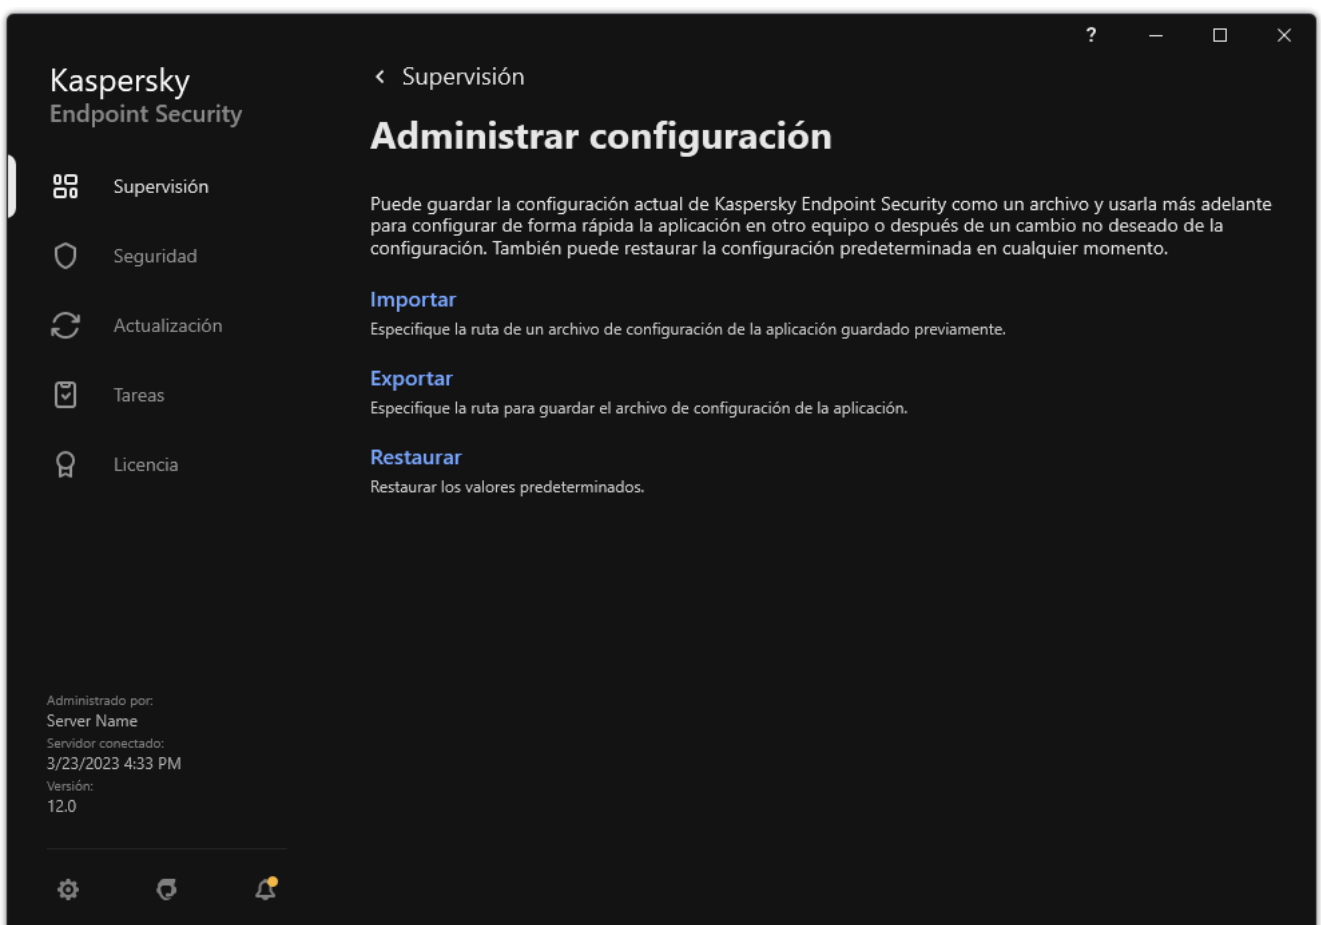 ?
Kaspersky
Endpoint Security
Supervisión
Seguridad
Actualización
Tareas
Licencia
Administrado por:
Server Name
Servidor conectado:
3/23/2023 4:33 PM
Versión:
12.0
Supervisión
Administrar configuración
Puede guardar la configuración actual de Kaspersky Endpoint Security como un archivo y usarla más adelante
para configurar de forma rápida la aplicación en otro equipo o después de un cambio no deseado de la
configuración. También puede restaurar la configuración predeterminada en cualquier momento.
Importar
Especifique la ruta de un archivo de configuración de la aplicación guardado previamente.
Exportar
Especifique la ruta para guardar el archivo de configuración de la aplicación.
Restaurar
Restaurar los valores predeterminados.